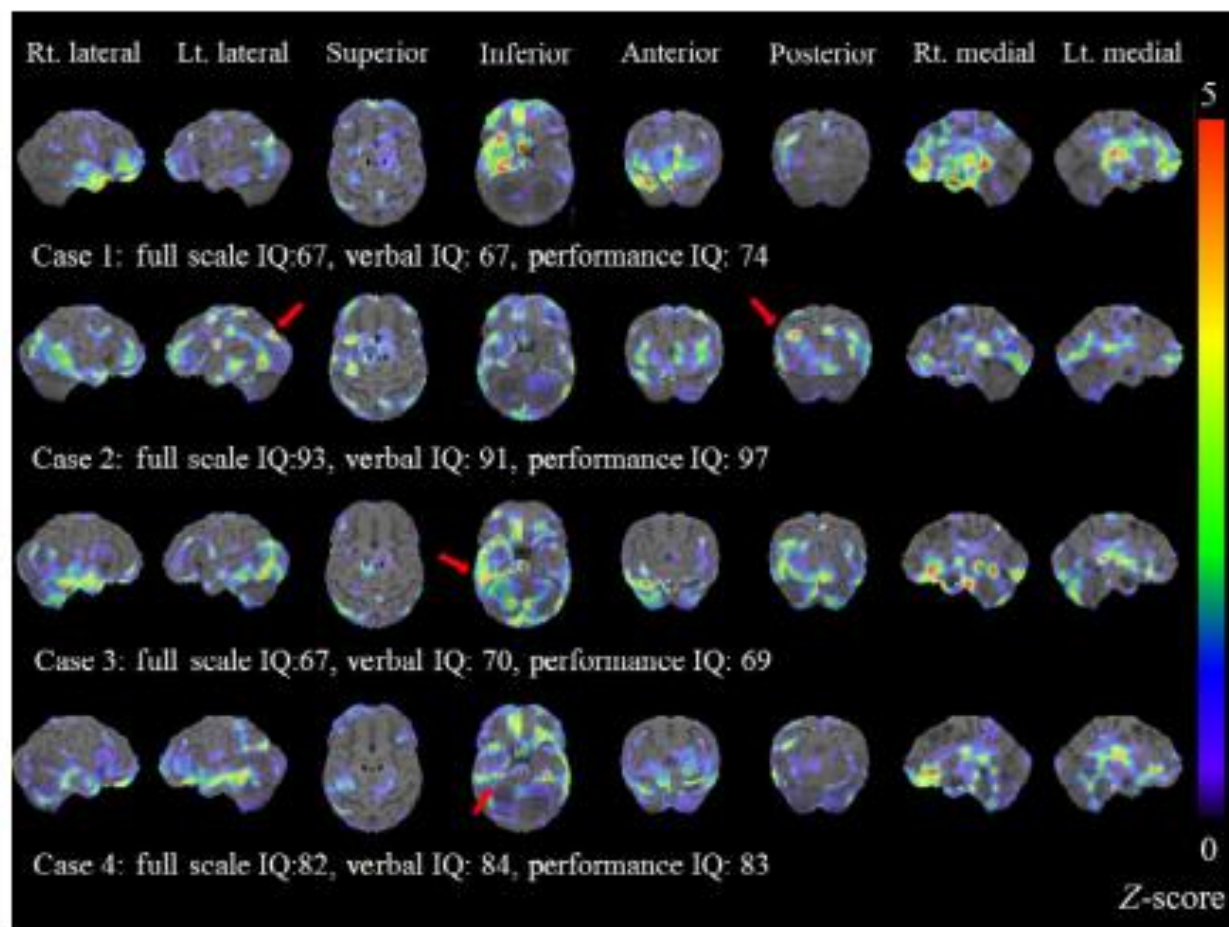 Rt. lateral Lt. lateral Superior Inferior Anterior Posterior Rt. medial Lt. medial
5
Case 1: full scale IQ:67, verbal IQ: 67, performance IQ: 74
Case 2: full scale IQ:93, verbal IQ: 91, performance IQ: 97
Case 3: full scale IQ:67, verbal IQ: 70, performance IQ: 69
Case 4: full scale IQ:82, verbal IQ: 84, performance IQ: 83
0
Z-score